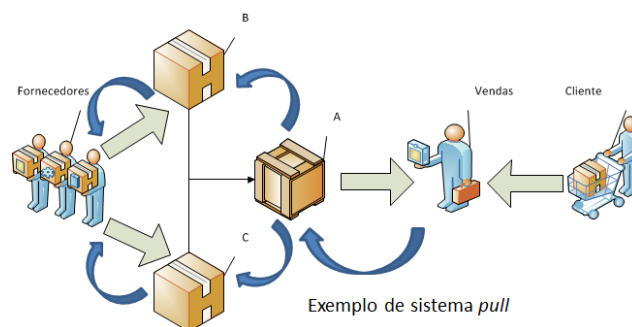 B
Fornecedores
Vendas
Cliente
A
C
Exemplo de sistema pull